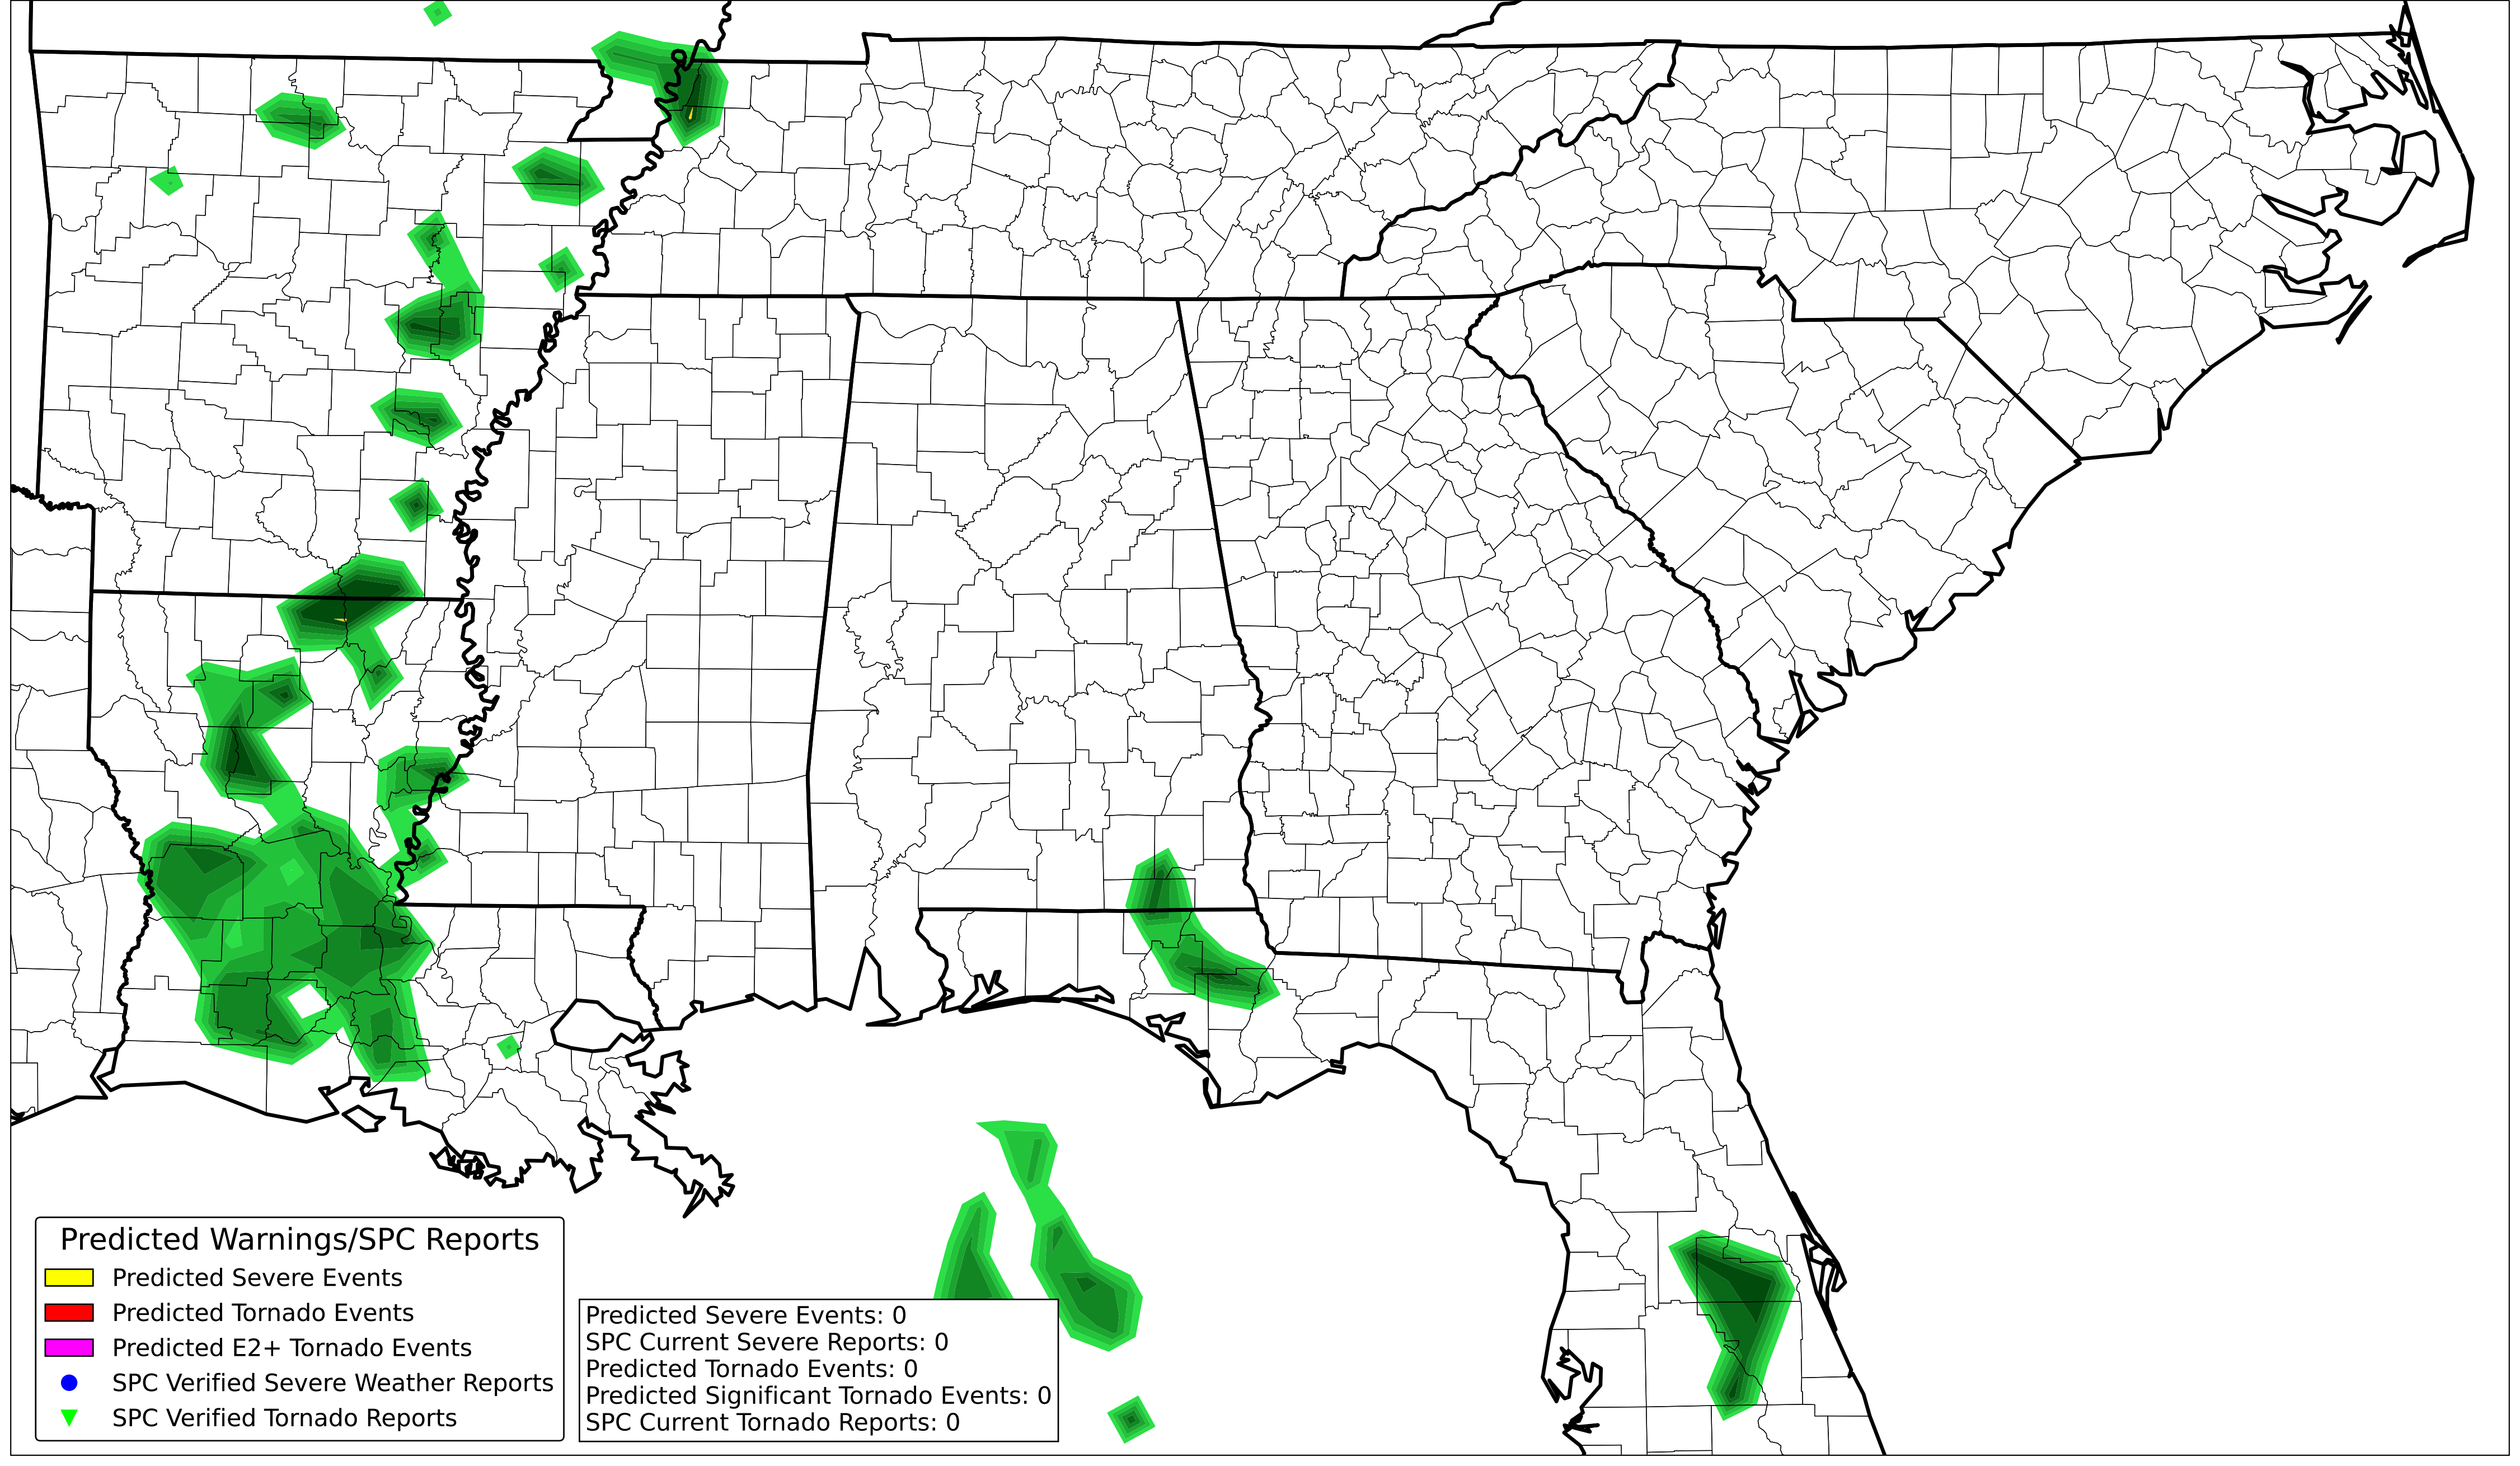 Predicted Warnings/SPC Reports
Predicted Severe Events
Predicted Tornado Events
Predicted E2+ Tornado Events
SPC Verified Severe Weather Reports
SPC Verified Tornado Reports
Predicted Severe Events: 0
SPC Current Severe Reports: 0
Predicted Tornado Events: 0
Predicted Significant Tornado Events: 0
SPC Current Tornado Reports: 0